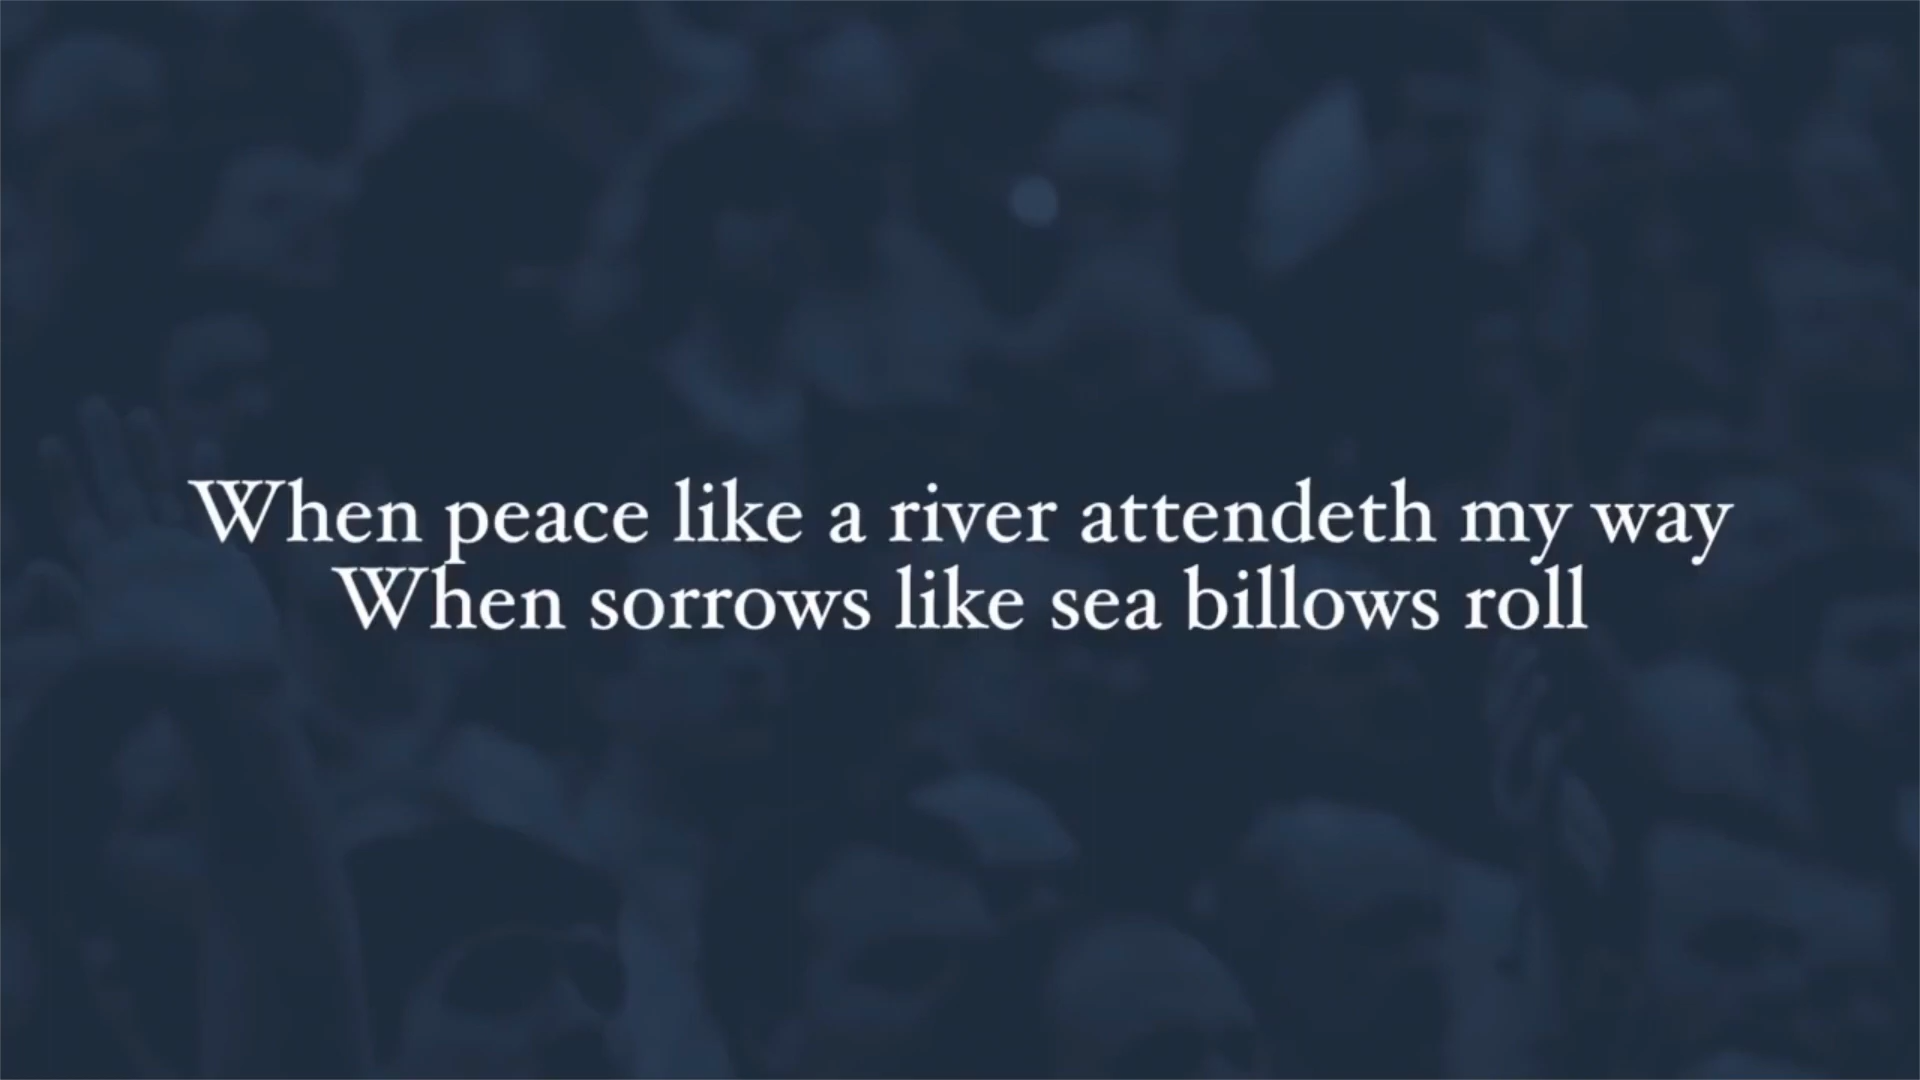 When peace like a river attendeth my way
When sorrows like sea billows roll